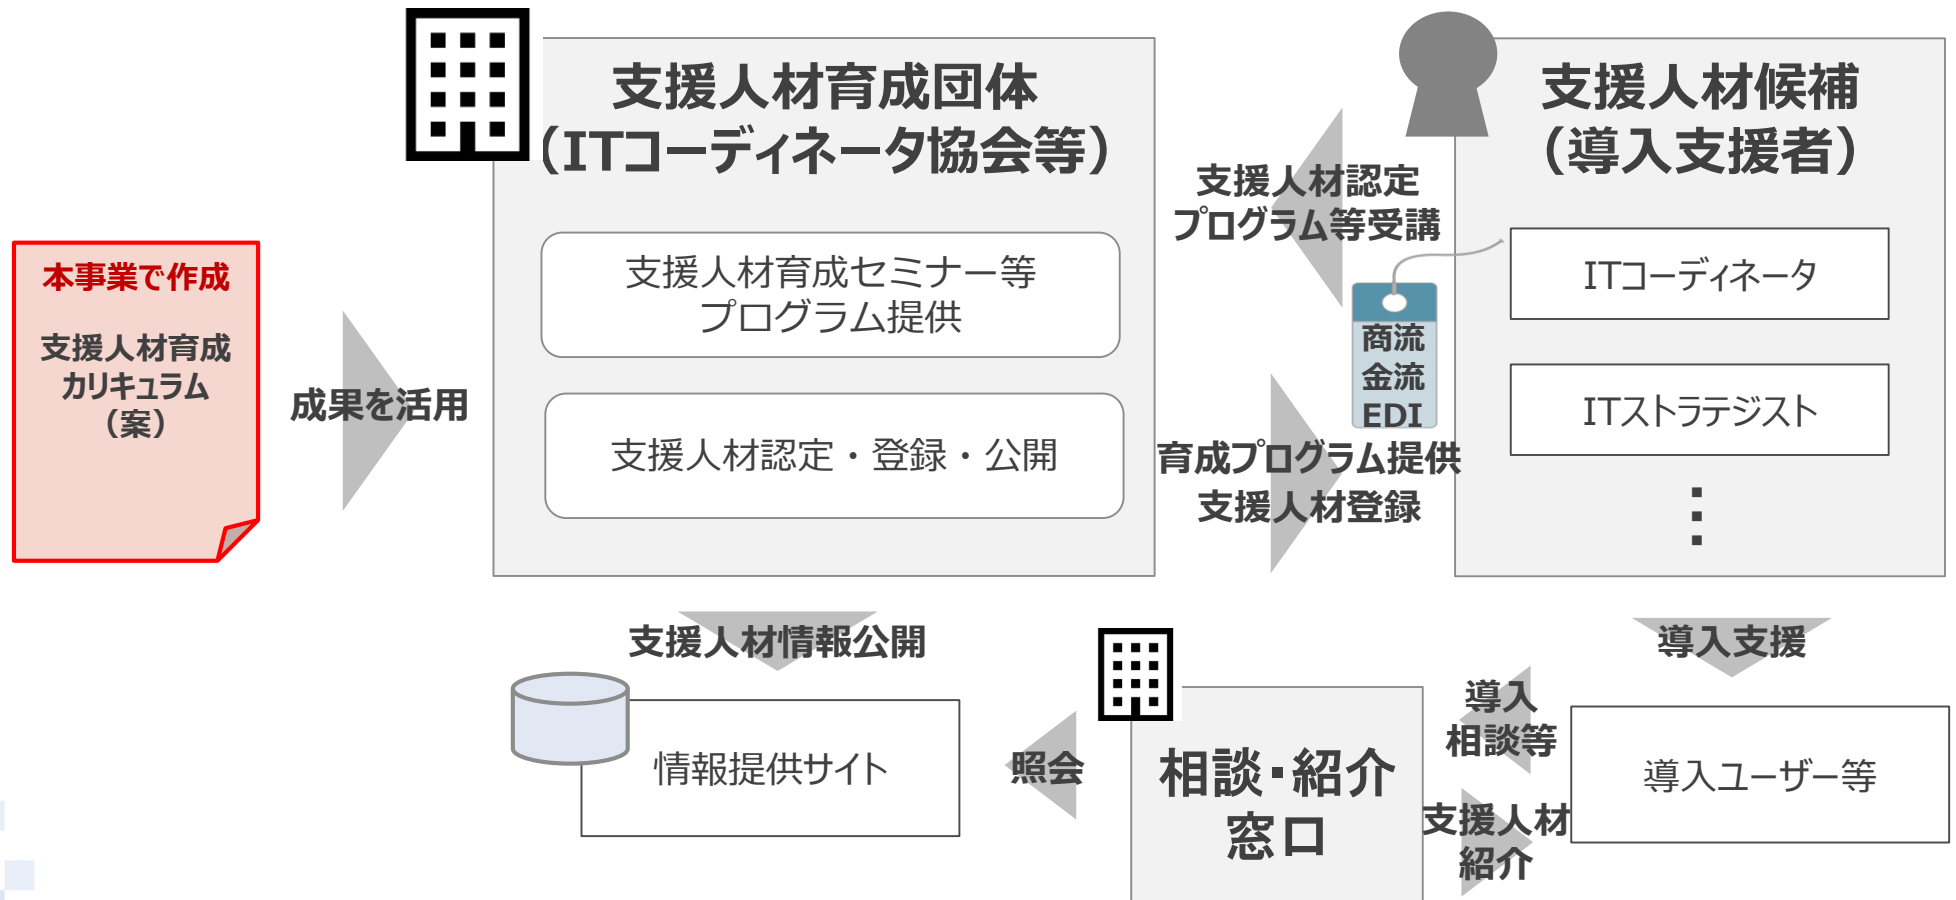 本事業で作成
支援人材育成
カリキュラム
（案）
成果を活用
支援人材育成団体
（ITコーディネータ協会等）
支援人材育成セミナー等
プログラム提供
支援人材認定・登録・公開
支援人材認定
プログラム等受講
商流
金流
EDI
育成プログラム提供
支援人材登録
支援人材候補
（導入支援者）
ITコーディネータ
ITストラテジスト
⋮
支援人材情報公開
情報提供サイト
照会
相談・紹介
窓口
導入支援
導入
相談等
支援人材
紹介
導入ユーザー等